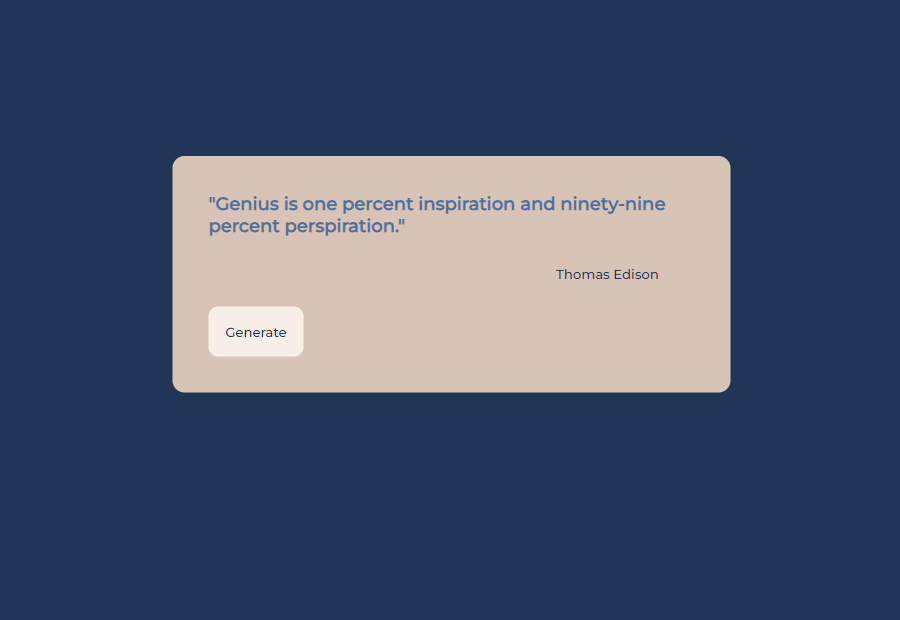 "Genius is one percent inspiration and ninety-nine
percent perspiration."
Thomas Edison
Generate